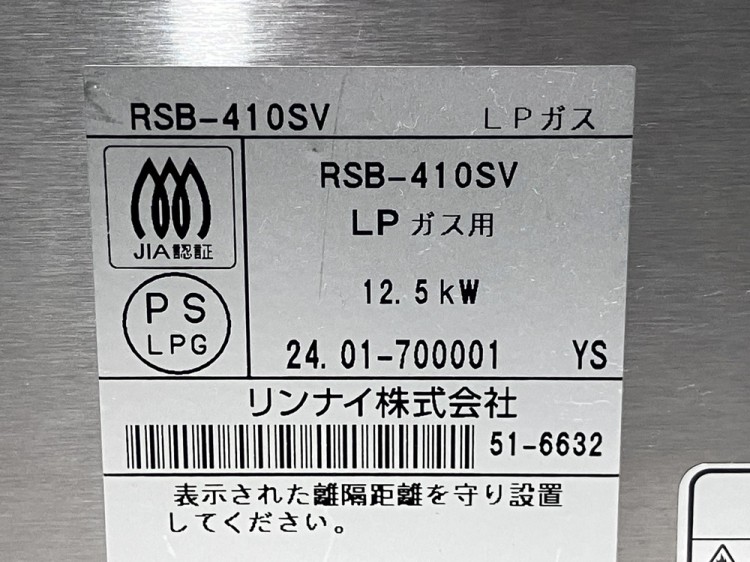 RSB-410SV LPガス
RSB-410SV
LPガス用
JIA認証
12.5kW
PS
LPG
24.01-700001 YS
リンナイ株式会社
51-6632
表示された離隔距離を守り設置
してください。